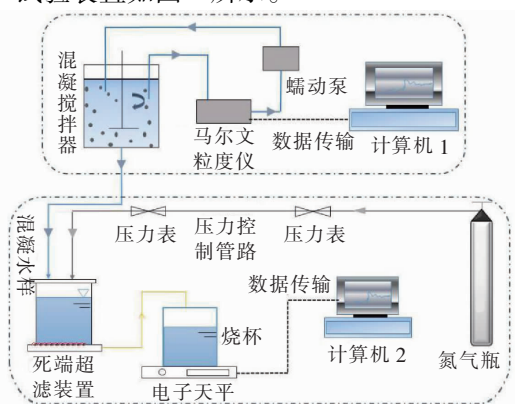 混
凝
搅
拌
器
蠕动泵
马尔文
粒度仪
数据传输
计算机 1
混
凝
水
样
压力表
压力控
制管路
压力表
数据传输
死端超
滤装置
烧杯
电子天平
计算机 2
氮气瓶